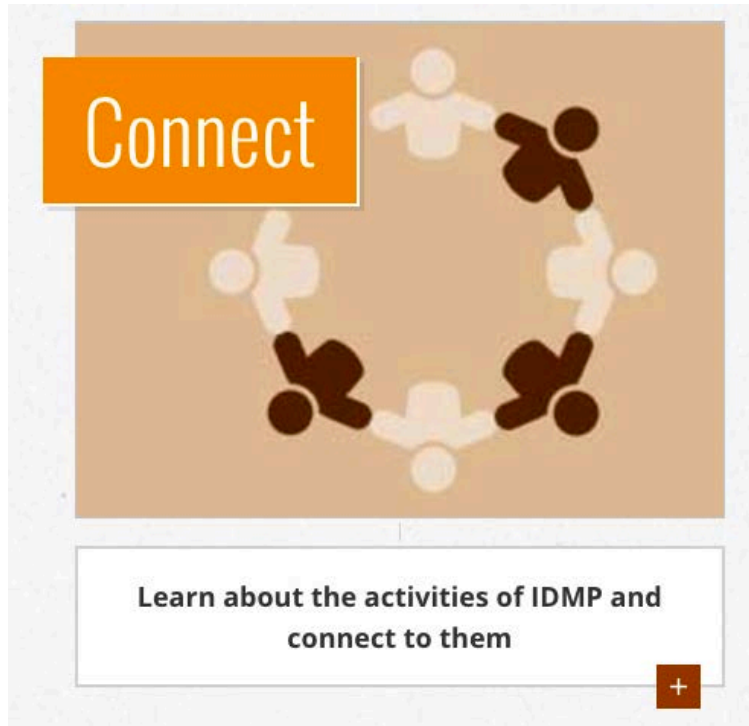 Connect
Learn about the activities of IDMP and
connect to them
+